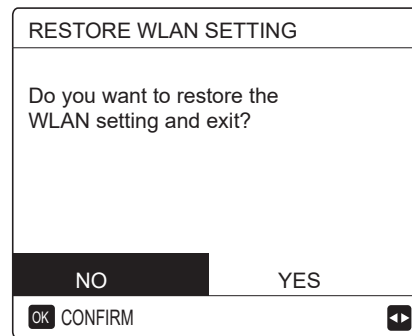 RESTORE WLAN SETTING
Do you want to restore the
WLAN setting and exit?
NO YES
OK CONFIRM